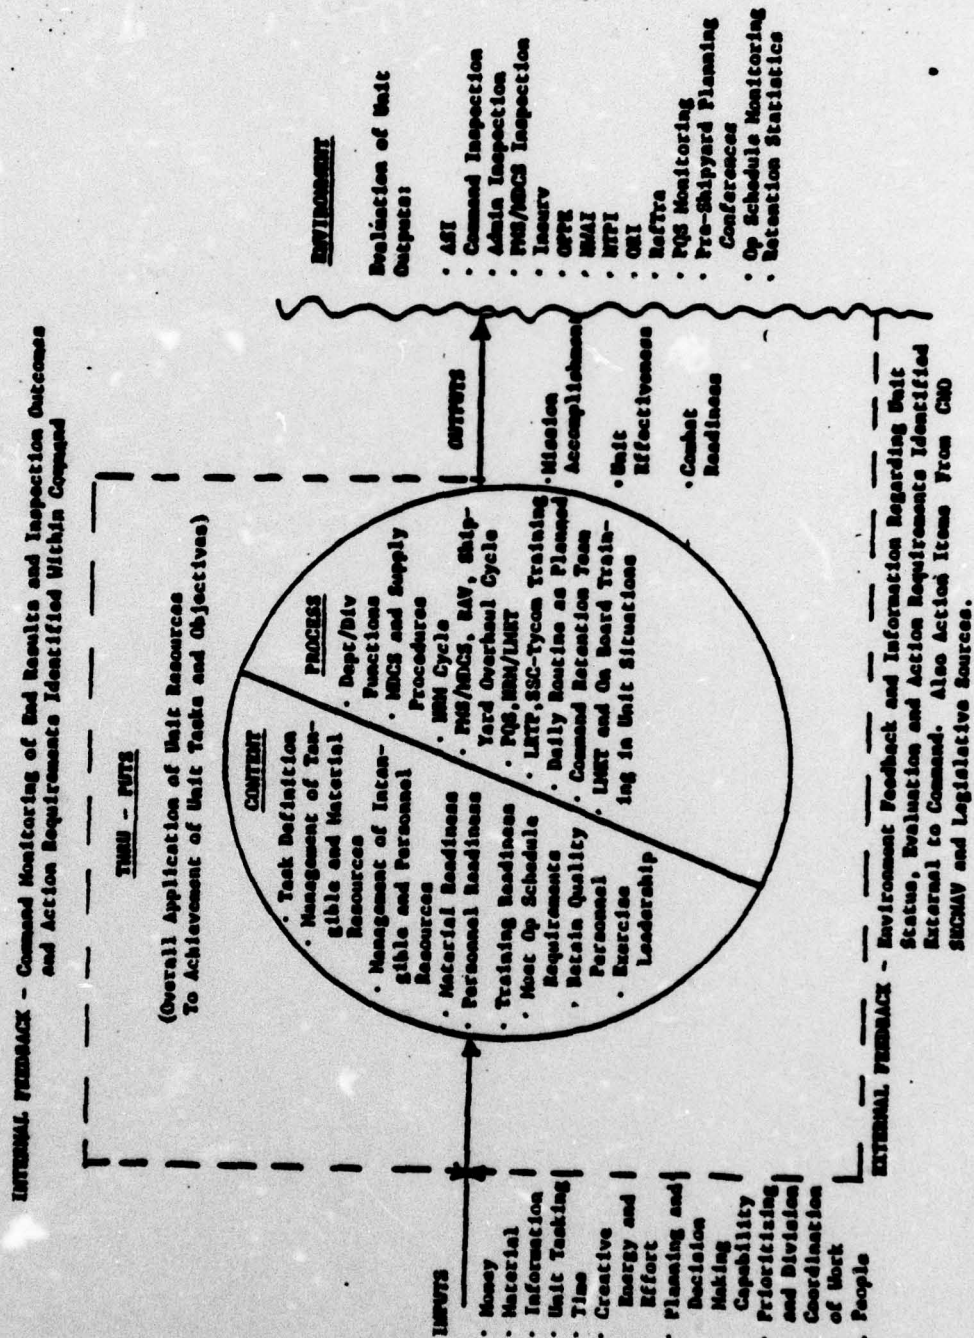 INTERNAL FEEDBACK - Command Monitoring of End Results and Inspection Outcomes
and Action Requirements Identified Within Command
THRU - PUTS
(Overall Application of Unit Resources
To Achievement of Unit Tasks and Objectives)
INPUTS
· Money
· Material
· Information
· Unit Tasking
· Time
· Creative
Energy and
Effort
· Planning and
Decision
Making
Capability
· Prioritizing
and Division
Coordination
of Work
· People
CONTENT
· Task Definition
· Management of Tan-
gible and Material
Resources
· Management of Intan-
gible and Personnel
Resources
· Material Readiness
· Personnel Readiness
· Training Readiness
· Meet Op Schedule
Requirements
· Retain Quality
Personnel
· Exercise
Leadership
PROCESS
· Dept/Div
Functions
· MDCS and Supply
Procedures
· HRM Cycle
· PMS/MDCS, RAV, Ship-
Yard Overhaul Cycle
· PQS, HRM/LMET
· LRTP, SSC-Tycom Training
· Daily Routine as Planned
· Command Retention Team
· LMET and On Board Train-
ing in Unit Situations
OUTPUTS
· Mission
Accomplishment
· Unit
Effectiveness
· Combat
Readiness
ENVIRONMENT
Evaluation of Unit
Outputs:
· ASI
· Command Inspection
· Admin Inspection
· PMS/MDCS Inspection
· Insurv
· OPPE
· NTPI
· ORI
· RefTra
· PQS Monitoring
· Pre-Shipyard Planning
Conferences
· Op Schedule Monitoring
· Retention Statistics
EXTERNAL FEEDBACK - Environment Feedback and Information Regarding Unit
Status, Evaluation and Action Requirements Identified
External to Command. Also Action Items From CNO
SECNAV and Legislative Sources.